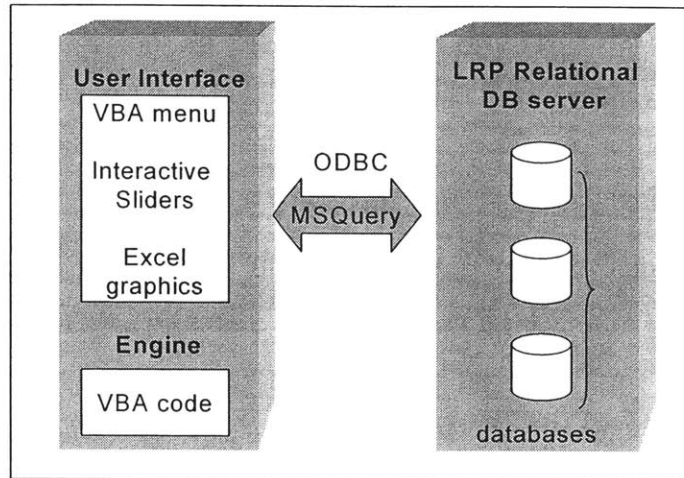 User Interface
VBA menu
Interactive
Sliders
Excel
graphics
Engine
VBA code
ODBC
MSQuery
LRP Relational
DB server
databases